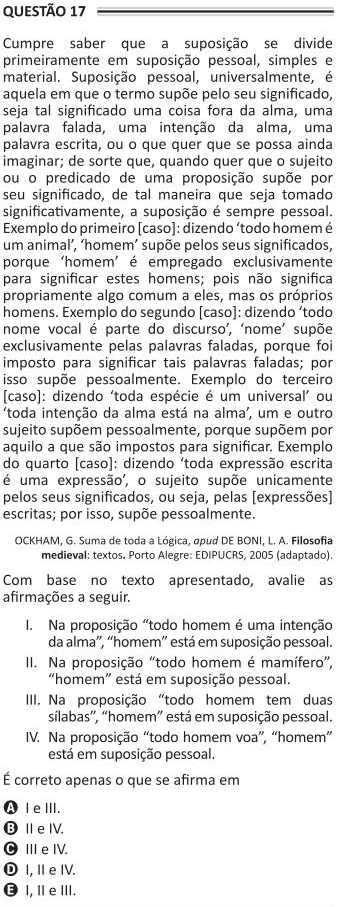 QUESTÃO 17
Cumpre saber que a suposição se divide
primeiramente em suposição pessoal, simples e
material. Suposição pessoal, universalmente, é
aquela em que o termo supõe pelo seu significado,
seja tal significado uma coisa fora da alma, uma
palavra falada, uma intenção da alma, uma
palavra escrita, ou o que quer que se possa ainda
imaginar; de sorte que, quando quer que o sujeito
ou o predicado de uma proposição supõe por
seu significado, de tal maneira que seja tomado
significativamente, a suposição é sempre pessoal.
Exemplo do primeiro [caso]: dizendo ‘todo homem é
um animal’, ‘homem’ supõe pelos seus significados,
porque ‘homem’ é empregado exclusivamente
para significar estes homens; pois não significa
propriamente algo comum a eles, mas os próprios
homens. Exemplo do segundo [caso]: dizendo ‘todo
nome vocal é parte do discurso’, ‘nome’ supõe
exclusivamente pelas palavras faladas, porque foi
imposto para significar tais palavras faladas; por
isso supõe pessoalmente. Exemplo do terceiro
[caso]: dizendo ‘toda espécie é um universal’ ou
‘toda intenção da alma está na alma’, um e outro
sujeito supõem pessoalmente, porque supõem por
aquilo a que são impostos para significar. Exemplo
do quarto [caso]: dizendo ‘toda expressão escrita
é uma expressão’, o sujeito supõe unicamente
pelos seus significados, ou seja, pelas [expressões]
escritas; por isso, supõe pessoalmente.
OCKHAM, G. Suma de toda a Lógica, apud DE BONI, L. A. Filosofia
medieval: textos. Porto Alegre: EDIPUCRS, 2005 (adaptado).
Com base no texto apresentado, avalie as
afirmações a seguir.
I. Na proposição “todo homem é uma intenção
da alma”, “homem” está em suposição pessoal.
II. Na proposição “todo homem é mamífero”,
“homem” está em suposição pessoal.
III. Na proposição “todo homem tem duas
sílabas”, “homem” está em suposição pessoal.
IV. Na proposição “todo homem voa”, “homem”
está em suposição pessoal.
É correto apenas o que se afirma em
A I e III.
B II e IV.
C III e IV.
D I, II e IV.
E I, II e III.